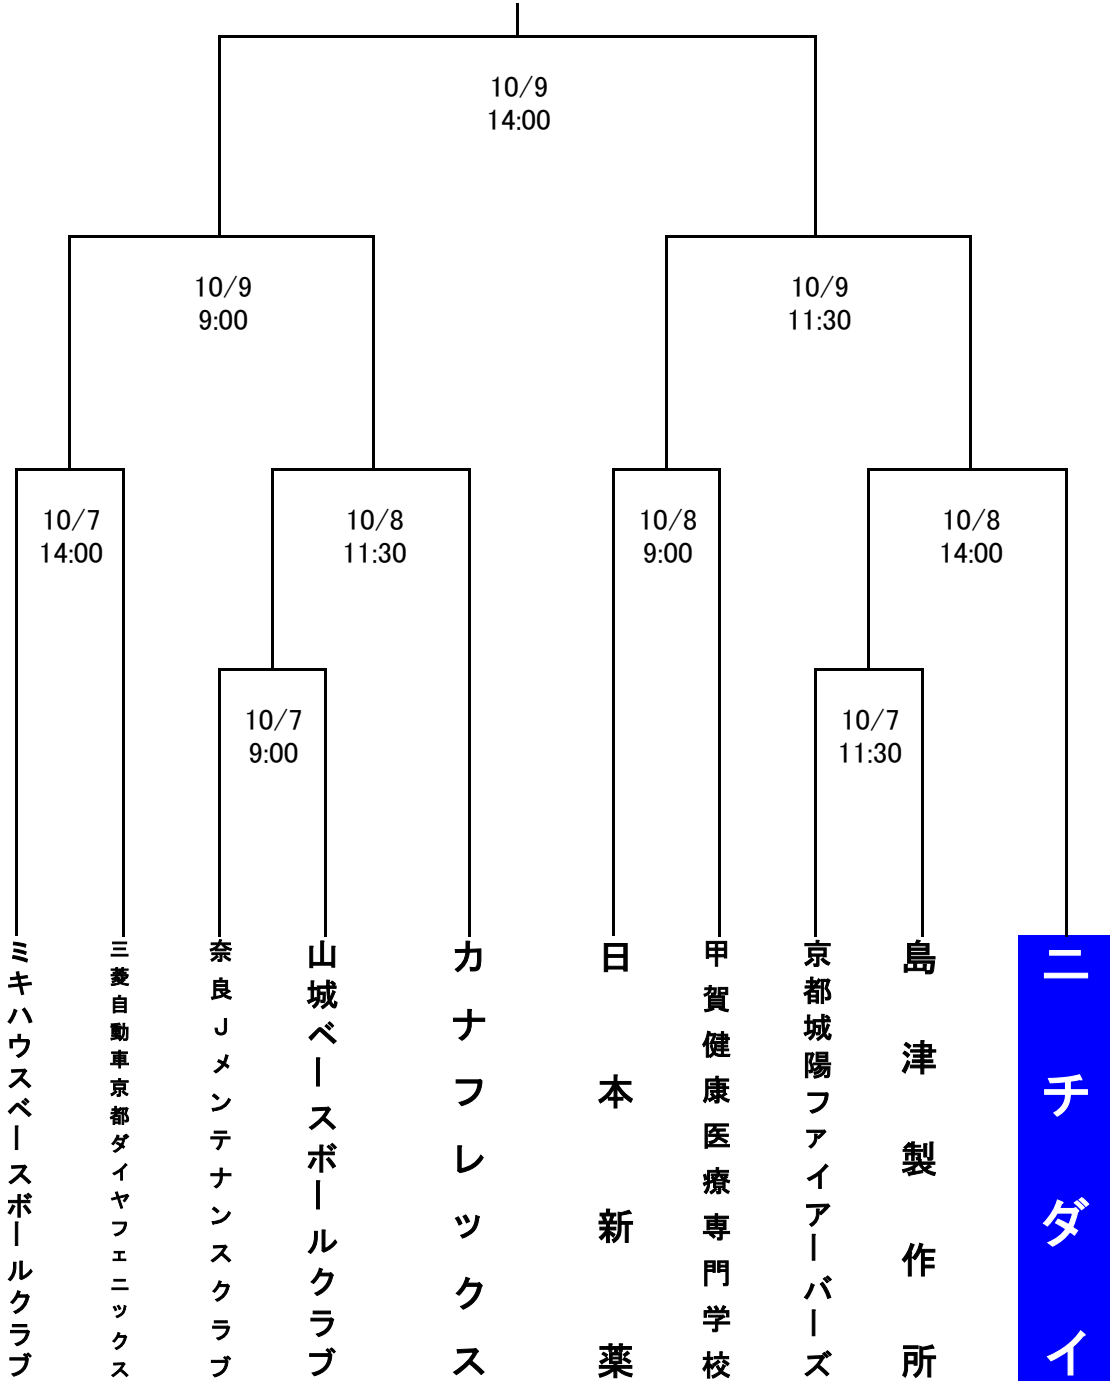 10/9
14:00
10/9
9:00
10/9
11:30
10/7
14:00
10/8
11:30
10/8
9:00
10/8
14:00
10/7
9:00
10/7
11:30
ミキハウスベースボールクラブ
三菱自動車京都ダイヤフェニックス
奈良Jメンテナンスクラブ
山城ベースボールクラブ
カナフレックス
日本新薬
甲賀健康医療専門学校
京都城陽ファイアーバーズ
島津製作所
ニチダイ